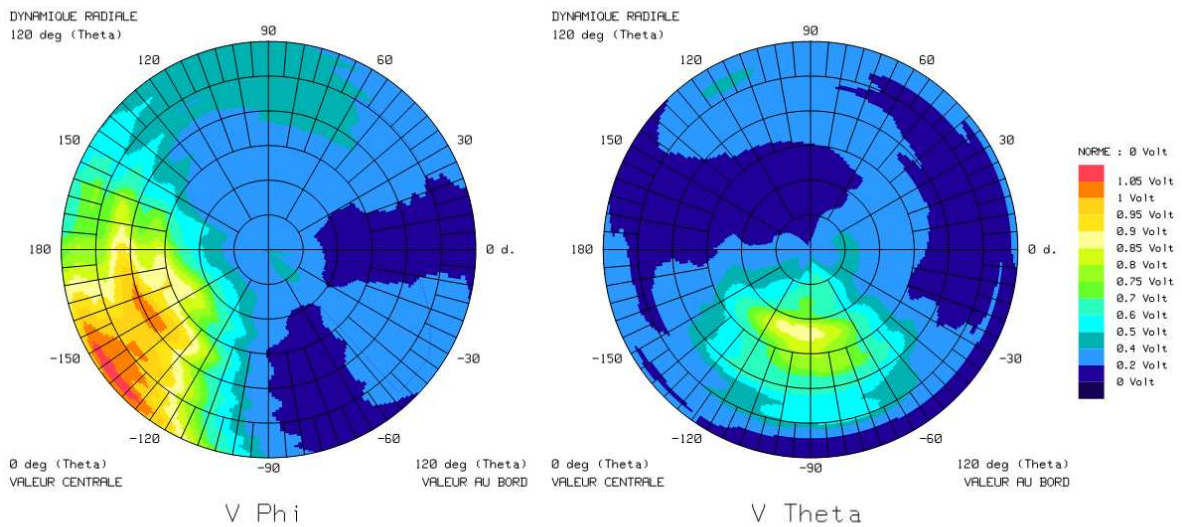 DYNAMIQUE RADIALE
120 deg (Theta)
90
120
60
150
30
180
0 d.
-150
-30
-120
-60
-90
0 deg (Theta)
VALEUR CENTRALE
120 deg (Theta)
VALEUR AU BORD
V Phi
DYNAMIQUE RADIALE
120 deg (Theta)
90
120
60
150
30
180
0 d.
-150
-30
-120
-60
-90
0 deg (Theta)
VALEUR CENTRALE
120 deg (Theta)
VALEUR AU BORD
V Theta
NORME : 0 Volt
1.05 Volt
1 Volt
0.95 Volt
0.9 Volt
0.85 Volt
0.8 Volt
0.75 Volt
0.7 Volt
0.6 Volt
0.5 Volt
0.4 Volt
0.2 Volt
0 Volt